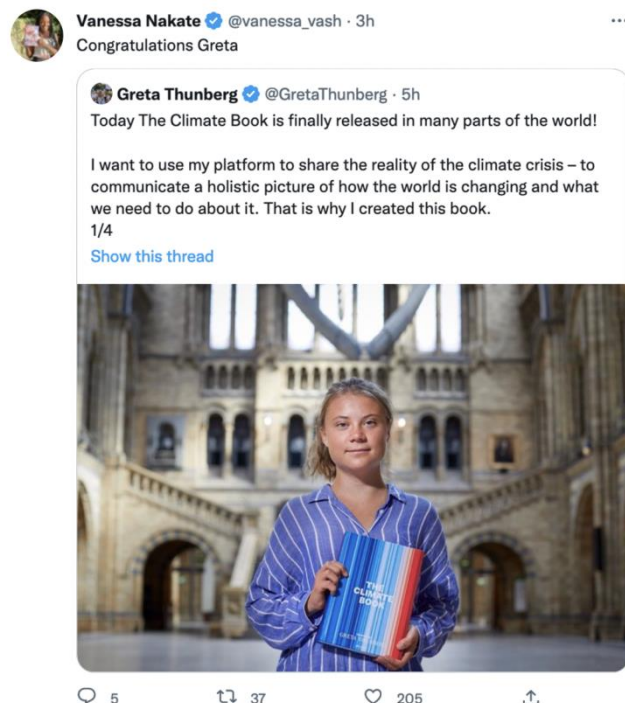 Vanessa Nakate @vanessa_vash · 3h
Congratulations Greta
Greta Thunberg @GretaThunberg · 5h
Today The Climate Book is finally released in many parts of the world!
I want to use my platform to share the reality of the climate crisis – to
communicate a holistic picture of how the world is changing and what
we need to do about it. That is why I created this book.
1/4
Show this thread
THE
CLIMATE
BOOK
5 37 205